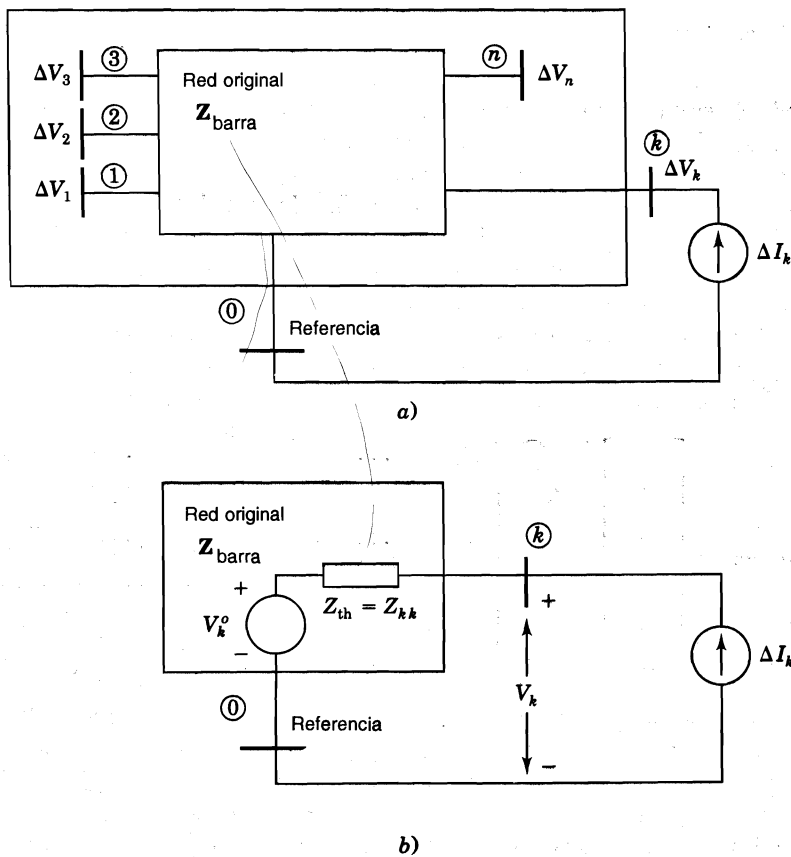 ③
ΔV₃
②
ΔV₂
①
ΔV₁
Red original
𝐙barra
ⓝ
ΔVₙ
ⓚ
ΔVₖ
ΔIₖ
⓪
Referencia
a)
Red original
𝐙barra
+
Vₖᵒ
−
Zth = Zₖₖ
ⓚ
+
Vₖ
−
ΔIₖ
⓪
Referencia
b)